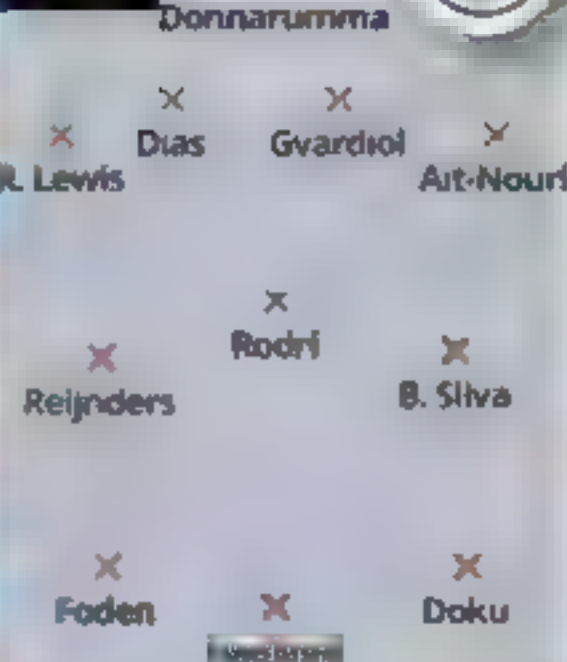 Donnarumma
Dias Gvardiol
R. Lewis Ait-Nouri
Rodri
Reijnders B. Silva
Foden Doku